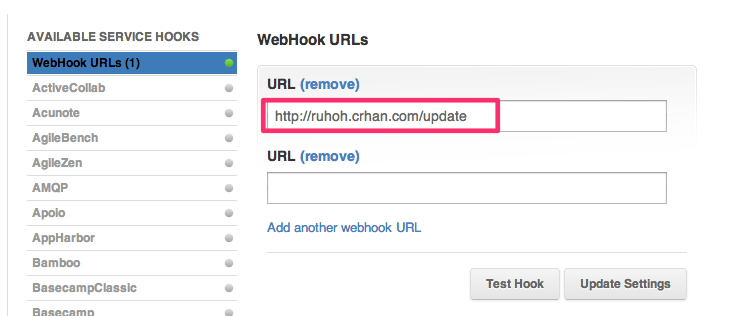 AVAILABLE SERVICE HOOKS
WebHook URLs (1)
ActiveCollab
Acunote
AgileBench
AgileZen
AMQP
Apoio
AppHarbor
Bamboo
BasecampClassic
Basecamp
WebHook URLs
URL (remove)
http://ruhoh.crhan.com/update
URL (remove)
Add another webhook URL
Test Hook
Update Settings